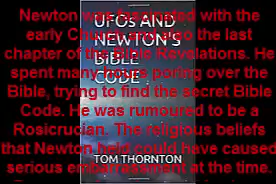 Newton was fascinated with the
early Church and also the last
chapter of the Bible Revelations. He
spent many hours poring over the
Bible, trying to find the secret Bible
Code. He was rumoured to be a
Rosicrucian. The religious beliefs
that Newton held could have caused
serious embarrassment at the time.
UFOS AND
NEWTON'S
BIBLE
CODE
TOM THORNTON